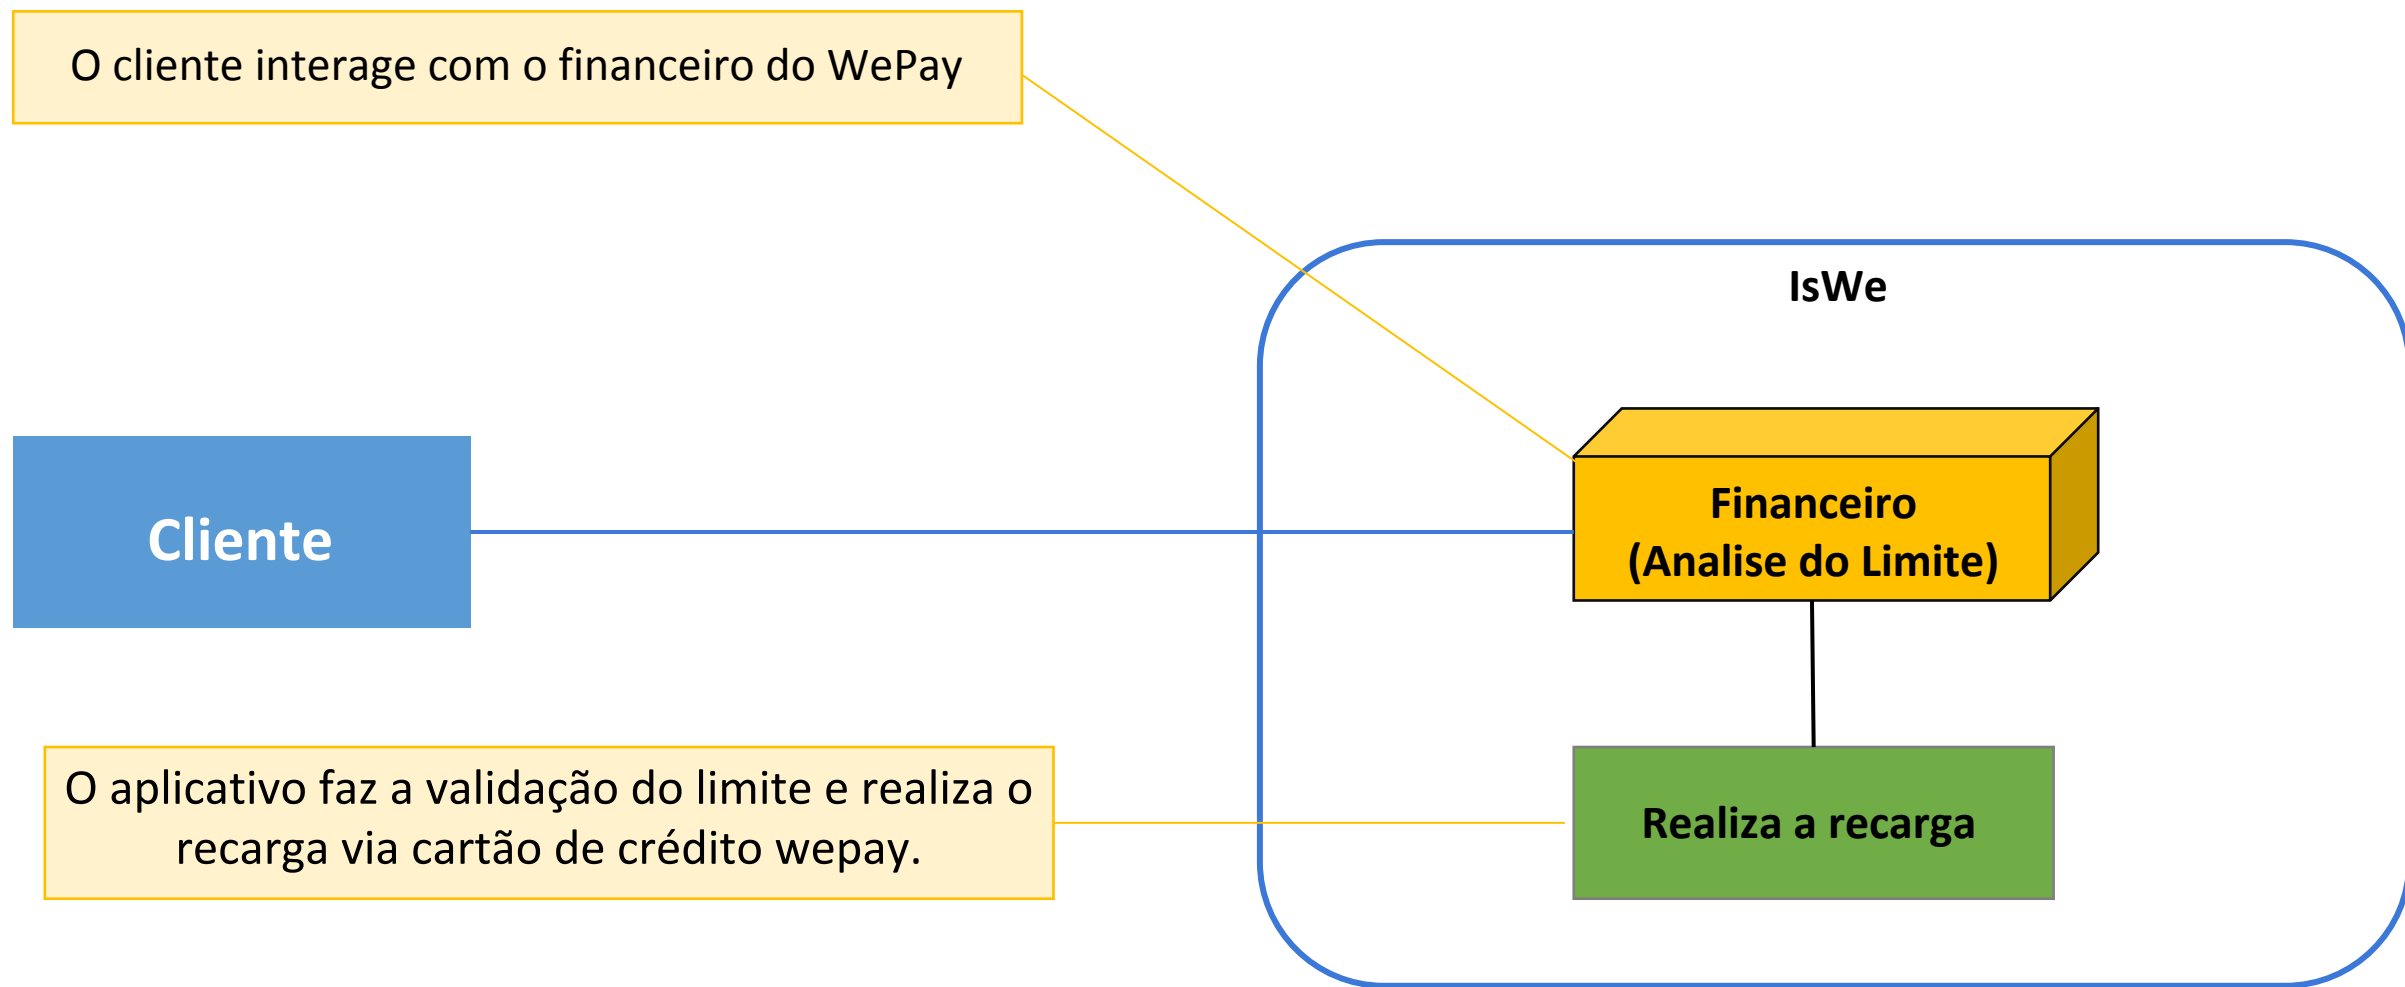 O cliente interage com o financeiro do WePay
IsWe
Cliente
Financeiro
(Analise do Limite)
O aplicativo faz a validação do limite e realiza o
recarga via cartão de crédito wepay.
Realiza a recarga